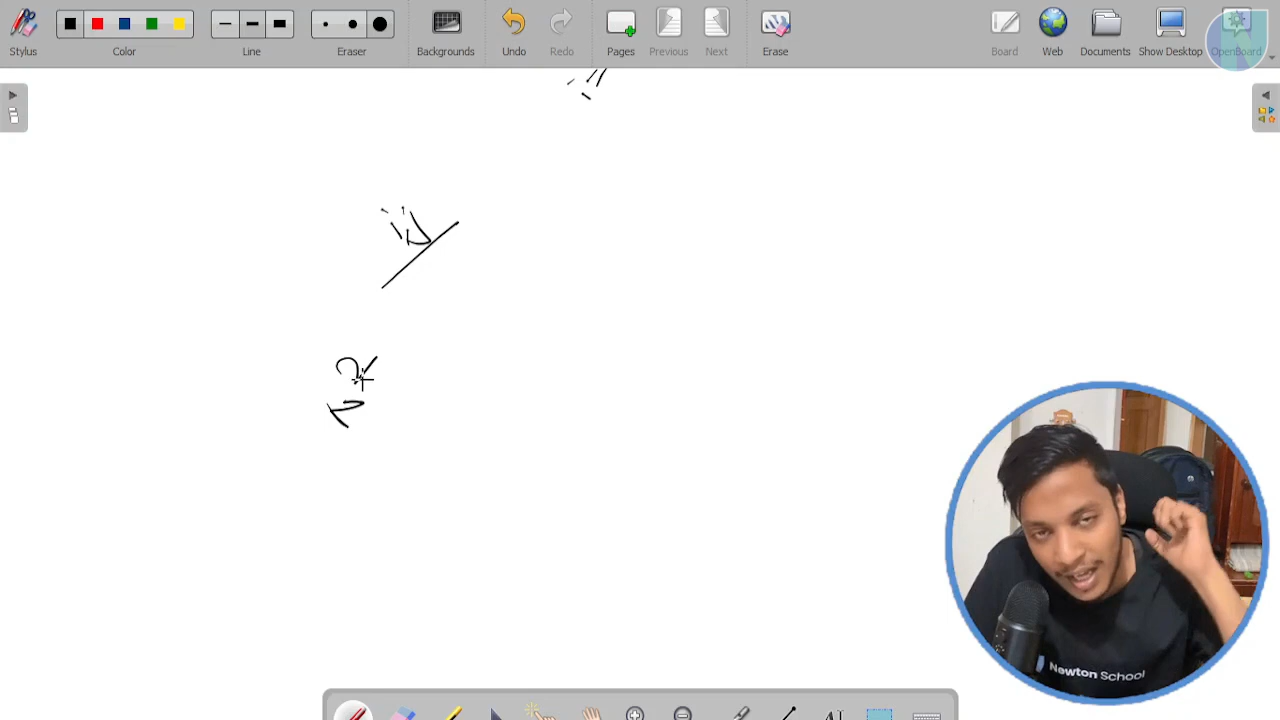 Stylus
Color
Line
Eraser
Backgrounds
Undo
Redo
Pages
Previous
Next
Erase
Board
Web
Documents
Show Desktop
OpenBoard
Newton School